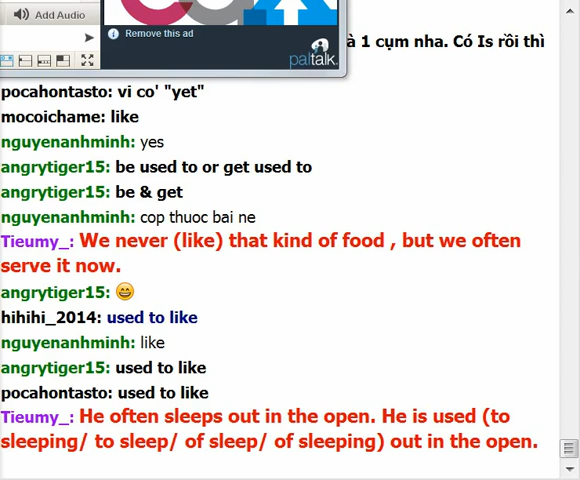 Add Audio
Remove this ad
paltalk.
à 1 cụm nha. Có Is rồi thì
pocahontasto: vi co' "yet"
mocoichame: like
nguyenanhminh: yes
angrytiger15: be used to or get used to
angrytiger15: be & get
nguyenanhminh: cop thuoc bai ne
Tieumy_: We never (like) that kind of food , but we often
serve it now.
angrytiger15: 😄
hihihi_2014: used to like
nguyenanhminh: like
angrytiger15: used to like
pocahontasto: used to like
Tieumy_: He often sleeps out in the open. He is used (to
sleeping/ to sleep/ of sleep/ of sleeping) out in the open.